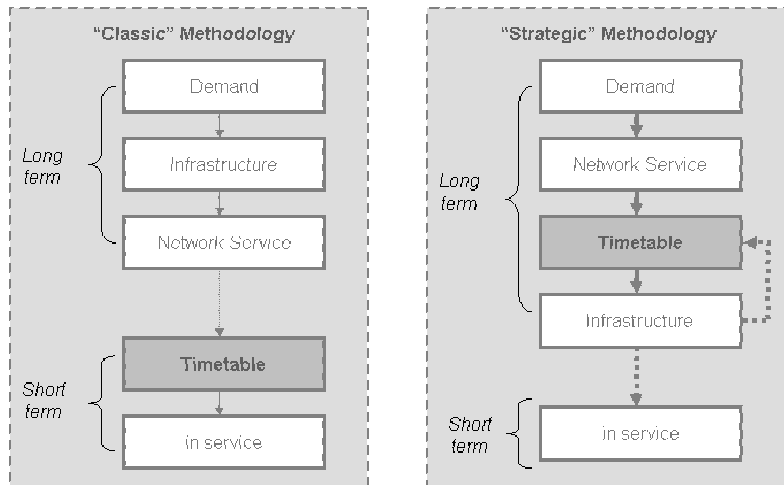 “Classic” Methodology
Demand
Infrastructure
Network Service
Long
term
Timetable
in service
Short
term
“Strategic” Methodology
Demand
Network Service
Timetable
Infrastructure
Long
term
in service
Short
term